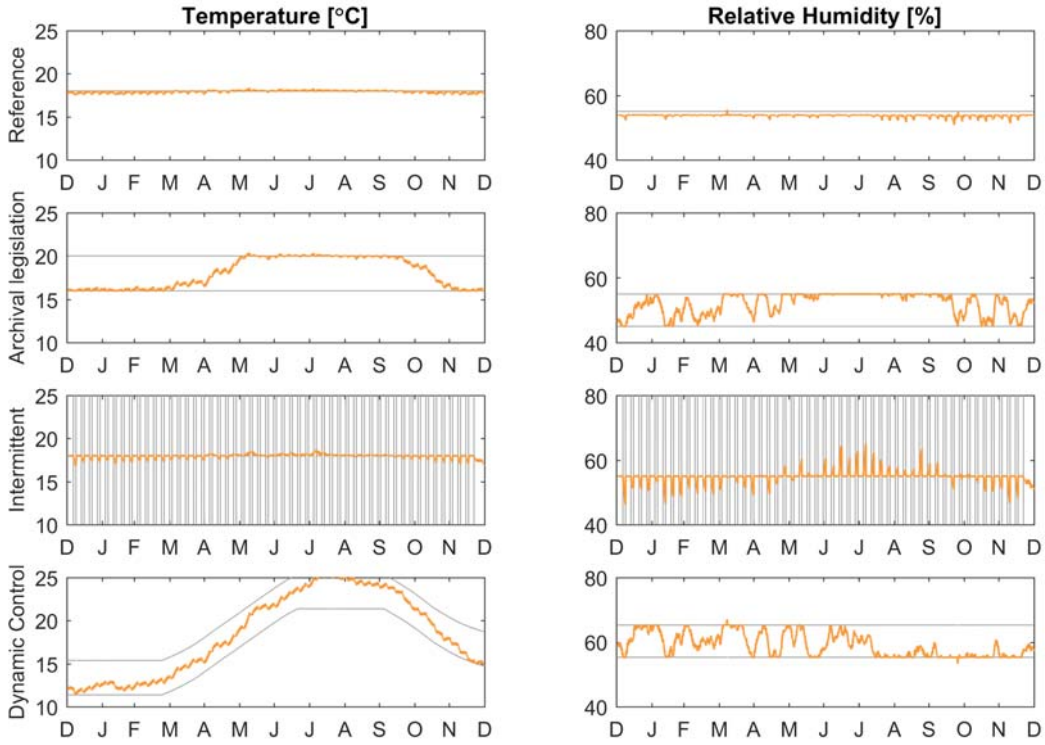 Temperature [°C]
Relative Humidity [%]
Reference
25
20
15
10
D J F M A M J J A S O N D
80
60
40
D J F M A M J J A S O N D
Archival legislation
25
20
15
10
D J F M A M J J A S O N D
80
60
40
D J F M A M J J A S O N D
Intermittent
25
20
15
10
D J F M A M J J A S O N D
80
60
40
D J F M A M J J A S O N D
Dynamic Control
25
20
15
10
D J F M A M J J A S O N D
80
60
40
D J F M A M J J A S O N D